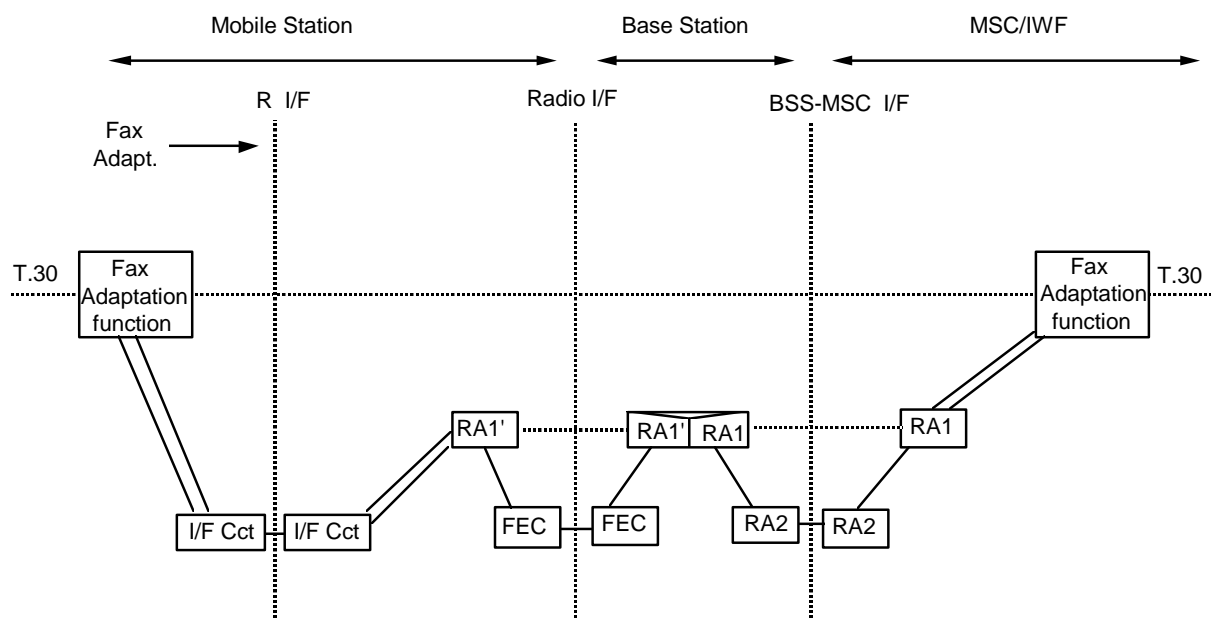 Mobile Station
Base Station
MSC/IWF
R I/F
Radio I/F
BSS-MSC I/F
Fax
Adapt.
T.30
Fax
Adaptation
function
Fax
Adaptation
function
T.30
RA1'
RA1'
RA1
RA1
I/F Cct
I/F Cct
FEC
FEC
RA2
RA2